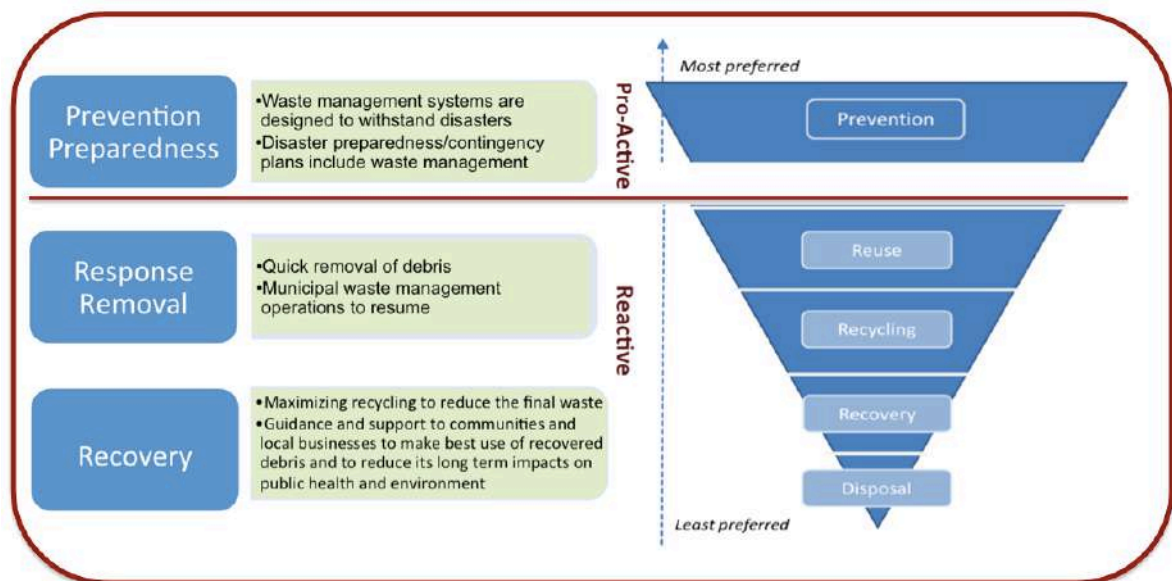 Prevention
Preparedness
•Waste management systems are
designed to withstand disasters
•Disaster preparedness/contingency
plans include waste management
Pro-Active
Most preferred
Prevention
Response
Removal
•Quick removal of debris
•Municipal waste management
operations to resume
Reactive
Reuse
Recycling
Recovery
•Maximizing recycling to reduce the final waste
•Guidance and support to communities and
local businesses to make best use of recovered
debris and to reduce its long term impacts on
public health and environment
Recovery
Disposal
Least preferred